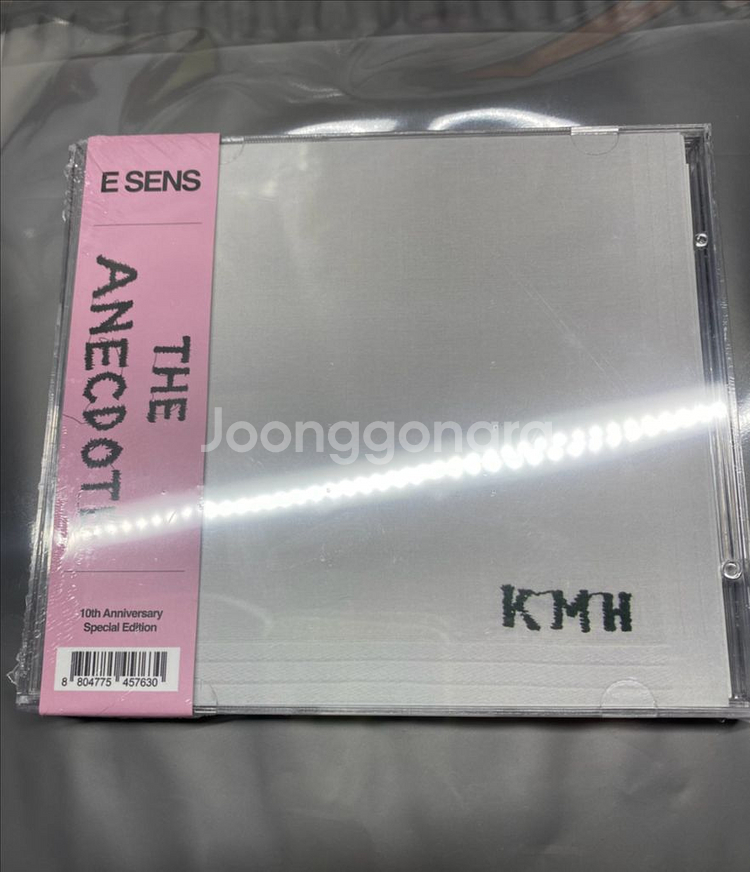 E SENS
THE
ANECDOT
10th Anniversary
Special Edition
8 804775 457630
KMH
Joonggonara